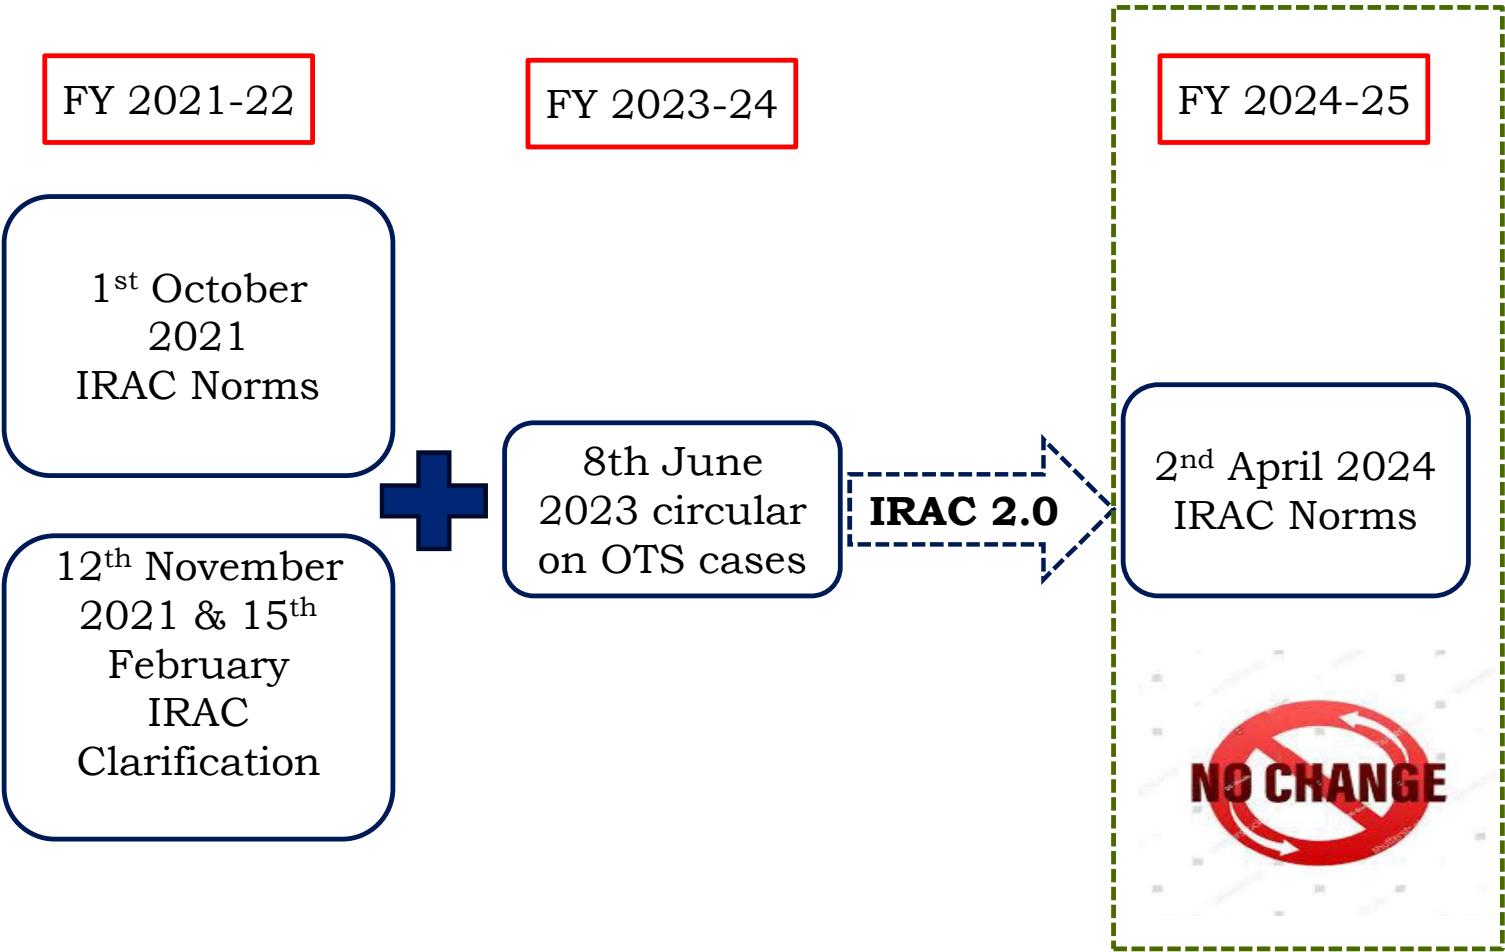 FY 2021-22
FY 2023-24
FY 2024-25
1st October
2021
IRAC Norms
12th November
2021 & 15th
February
IRAC
Clarification
8th June
2023 circular
on OTS cases
IRAC 2.0
2nd April 2024
IRAC Norms
NO CHANGE